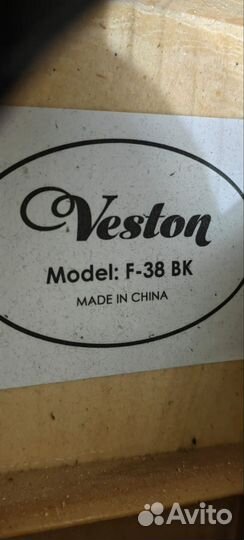 Veston
Model: F-38 BK
MADE IN CHINA
Avito